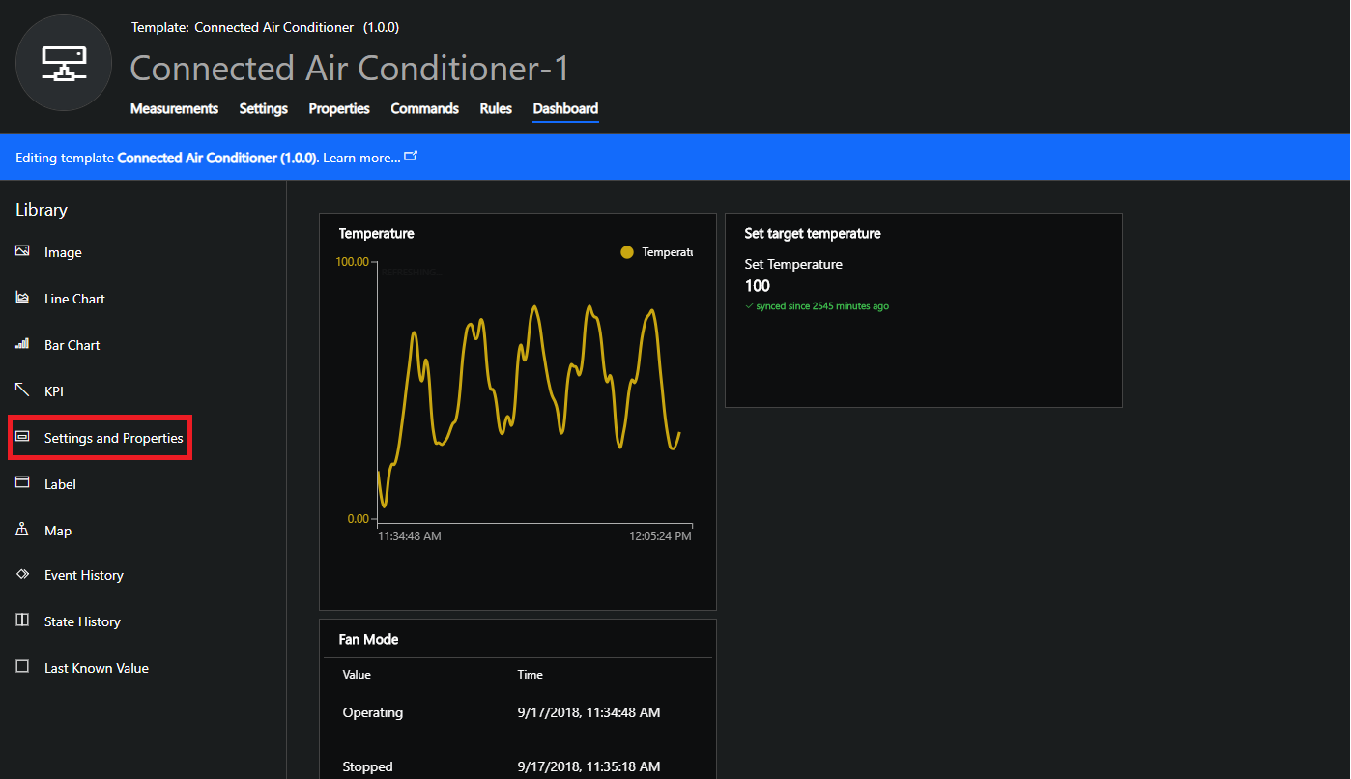 Template: Connected Air Conditioner (1.0.0)
Connected Air Conditioner-1
Measurements Settings Properties Commands Rules Dashboard
Editing template Connected Air Conditioner (1.0.0). Learn more...
Library
Image
Line Chart
Bar Chart
KPI
Settings and Properties
Label
Map
Event History
State History
Last Known Value
Temperature
Temperatu
100.00
0.00
11:34:48 AM 12:05:24 PM
Set target temperature
Set Temperature
100
synced since 2545 minutes ago
Fan Mode
Value Time
Operating 9/17/2018, 11:34:48 AM
Stopped 9/17/2018, 11:35:18 AM